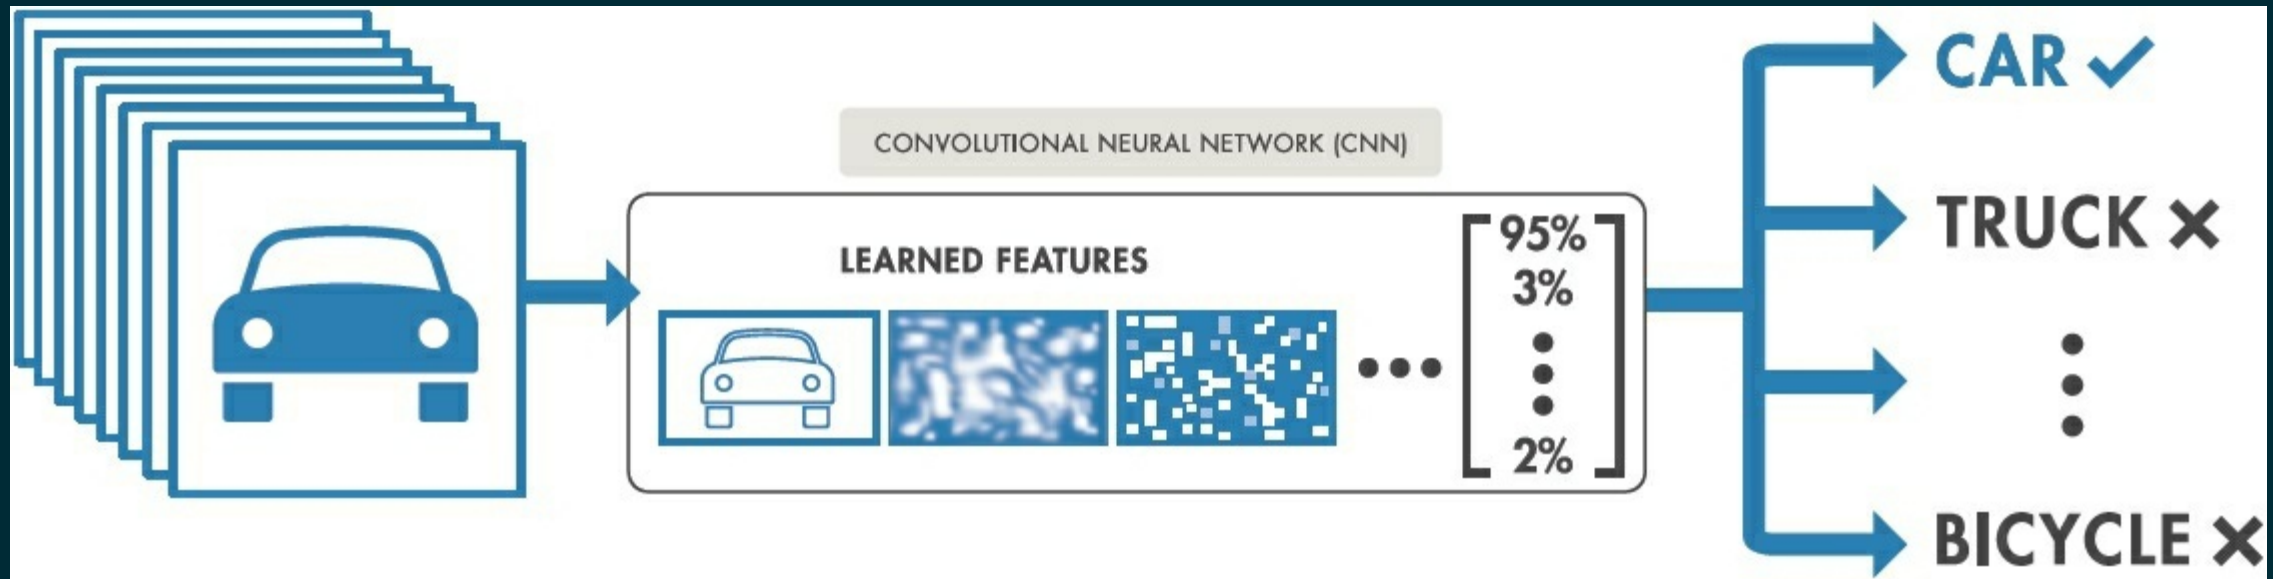 CONVOLUTIONAL NEURAL NETWORK (CNN)
LEARNED FEATURES
95%
3%
2%
CAR
TRUCK
BICYCLE